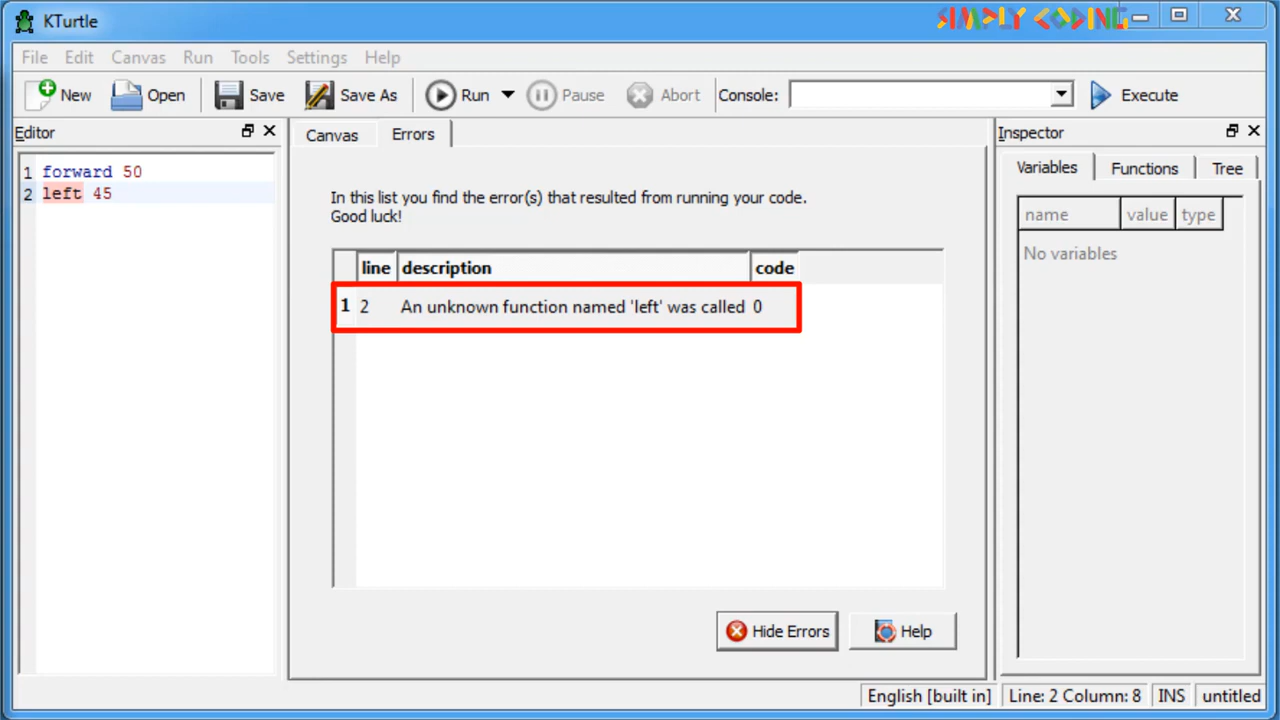 KTurtle
SIMPLY CODING
File Edit Canvas Run Tools Settings Help
New Open Save Save As Run Pause Abort Console: Execute
Editor
1 forward 50
2 left 45
Canvas Errors
In this list you find the error(s) that resulted from running your code.
Good luck!
line description code
1 2 An unknown function named 'left' was called 0
Hide Errors Help
Inspector
Variables Functions Tree
name value type
No variables
English [built in] Line: 2 Column: 8 INS untitled